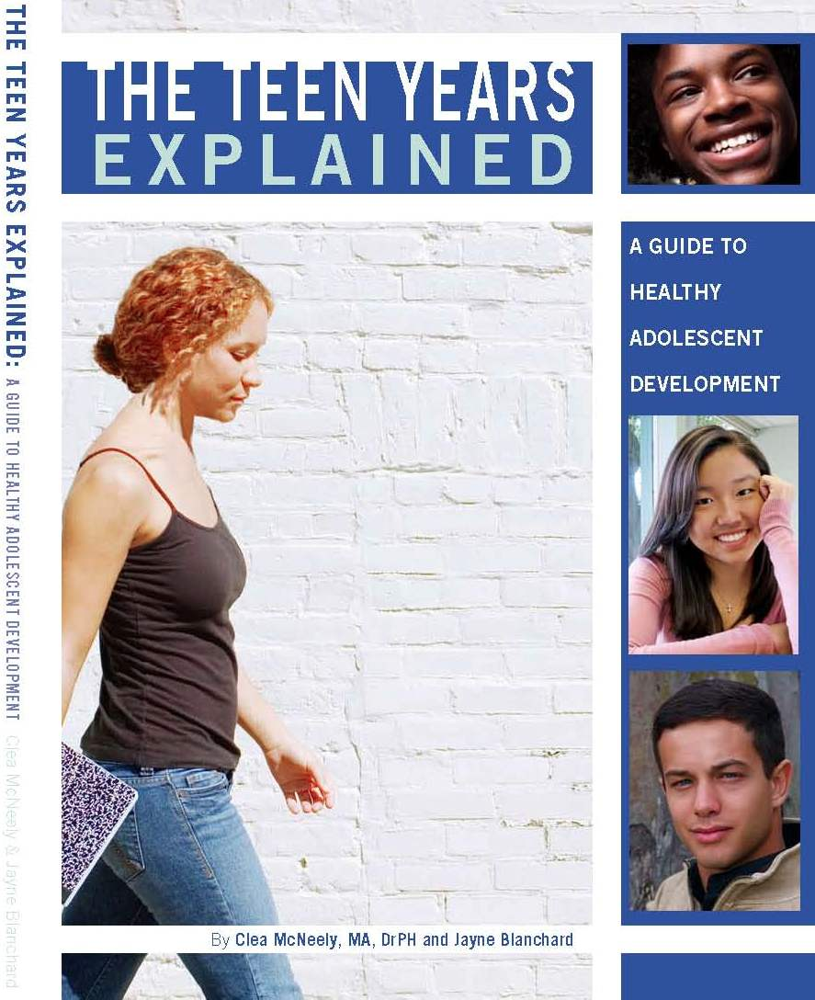 THE TEEN YEARS EXPLAINED: A GUIDE TO HEALTHY ADOLESCENT DEVELOPMENT Clea McNeely & Jayne Blanchard
THE TEEN YEARS
EXPLAINED
A GUIDE TO
HEALTHY
ADOLESCENT
DEVELOPMENT
By Clea McNeely, MA, DrPH and Jayne Blanchard